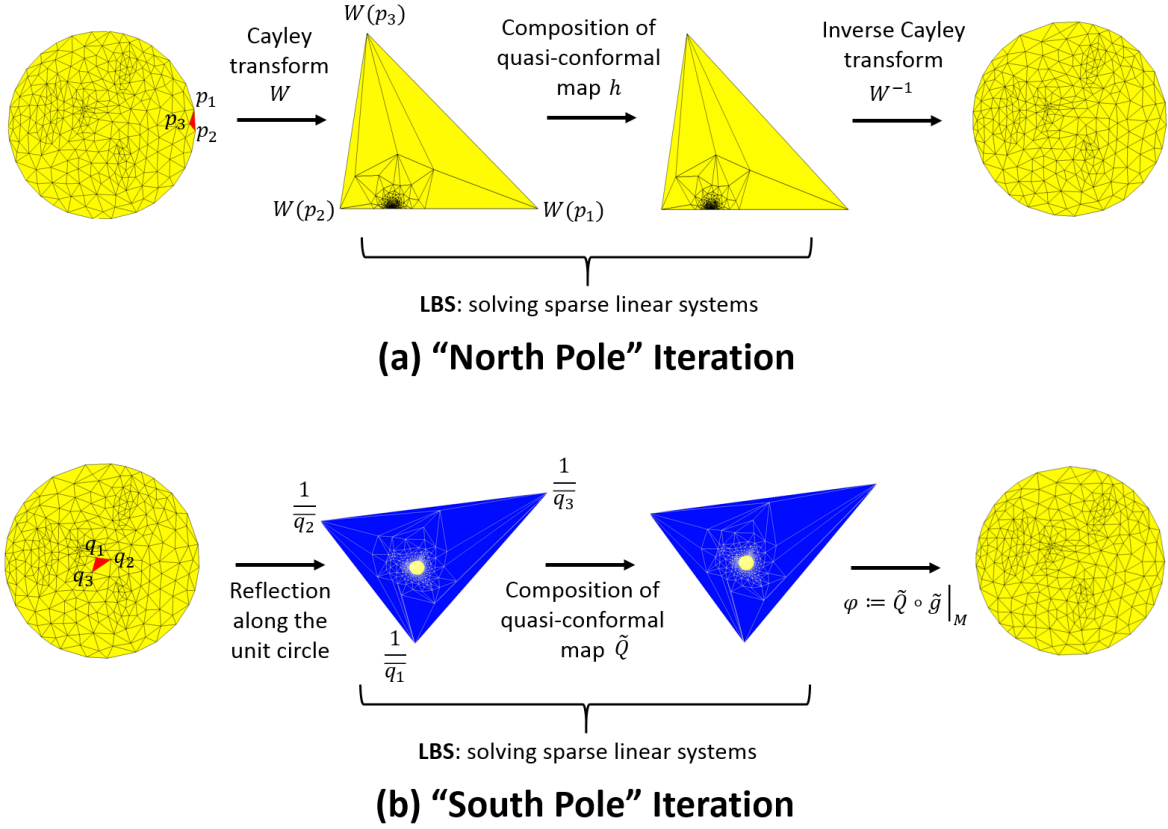 Cayley
transform
W
W(p₃)
Composition of
quasi-conformal
map h
Inverse Cayley
transform
W⁻¹
p₁
p₃
p₂
W(p₂)
W(p₁)
LBS: solving sparse linear systems
(a) “North Pole” Iteration
1/q̅₂
1/q̅₃
q₁
q₂
q₃
Reflection
along the
unit circle
1/q̅₁
Composition of
quasi-conformal
map Q̃
φ ≔ Q̃ ∘ g̃|_M
LBS: solving sparse linear systems
(b) “South Pole” Iteration